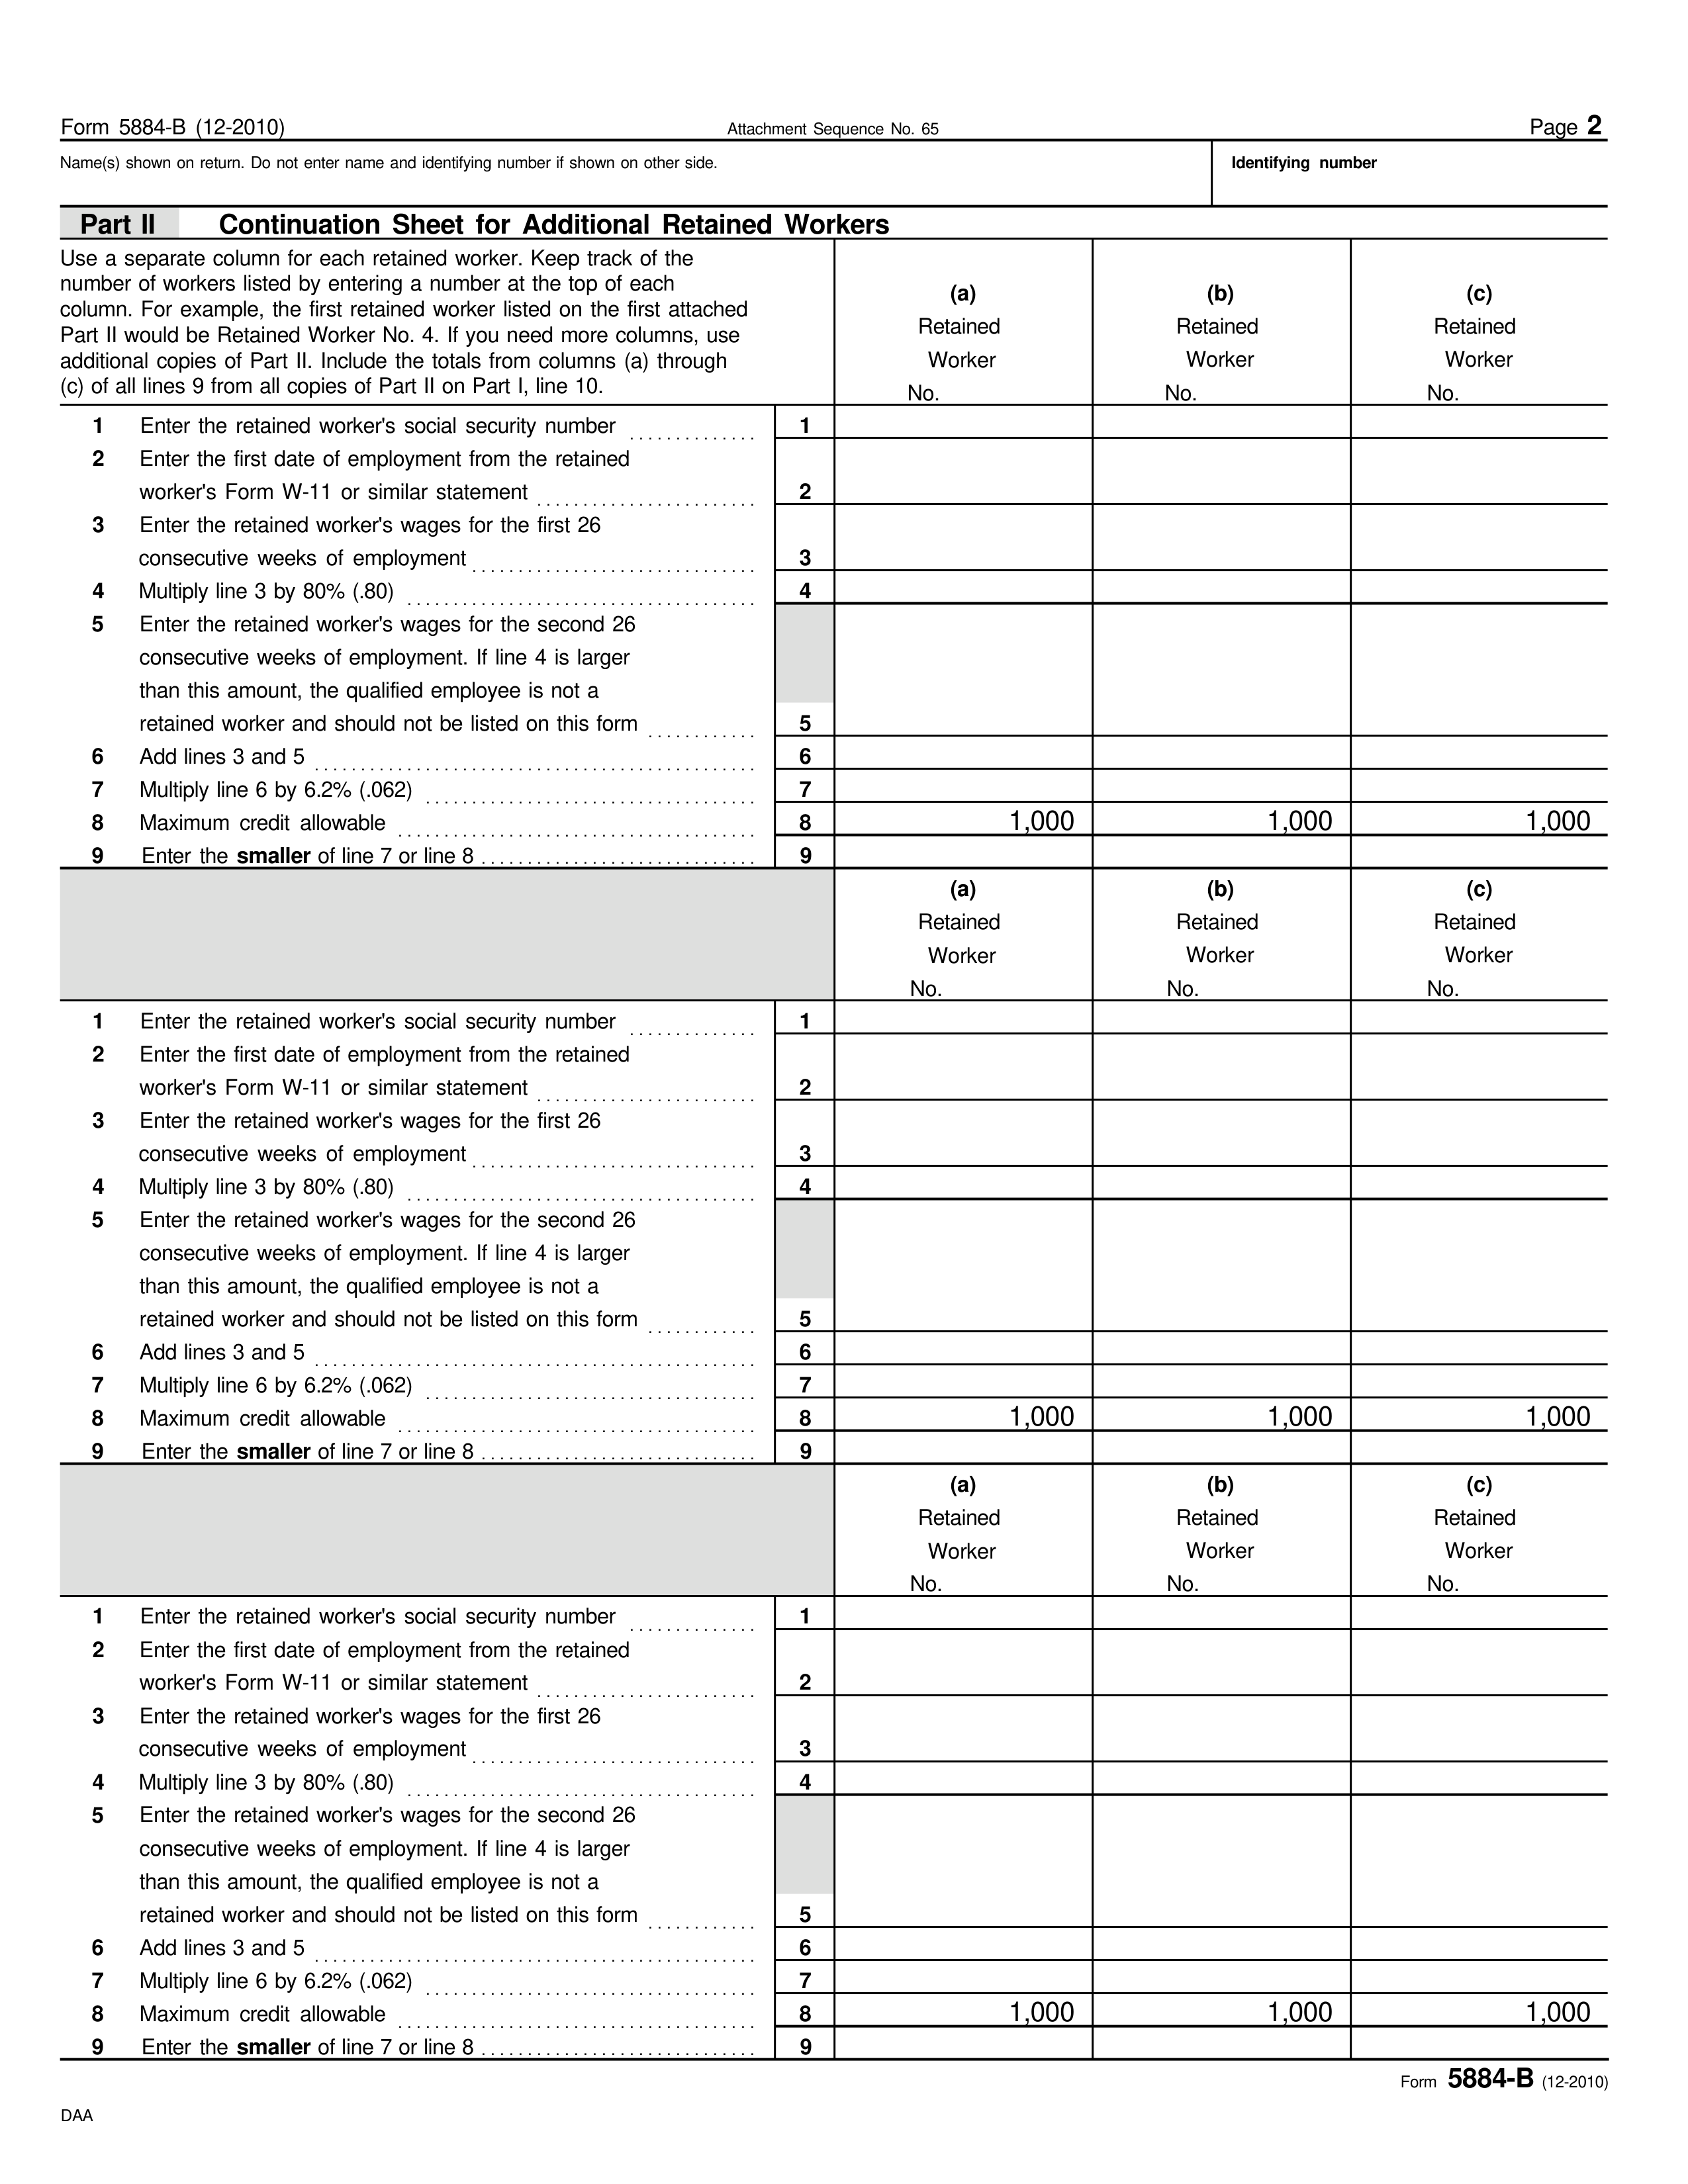 Form 5884-B (12-2010) Attachment Sequence No. 65 Page 2
Name(s) shown on return. Do not enter name and identifying number if shown on other side. Identifying number
Part II Continuation Sheet for Additional Retained Workers
Use a separate column for each retained worker. Keep track of the
number of workers listed by entering a number at the top of each
column. For example, the first retained worker listed on the first attached
Part II would be Retained Worker No. 4. If you need more columns, use
additional copies of Part II. Include the totals from columns (a) through
(c) of all lines 9 from all copies of Part II on Part I, line 10.
(a) (b) (c)
Retained Retained Retained
Worker Worker Worker
No. No. No.
1 Enter the retained worker's social security number 1
2 Enter the first date of employment from the retained
worker's Form W-11 or similar statement 2
3 Enter the retained worker's wages for the first 26
consecutive weeks of employment 3
4 Multiply line 3 by 80% (.80) 4
5 Enter the retained worker's wages for the second 26
consecutive weeks of employment. If line 4 is larger
than this amount, the qualified employee is not a
retained worker and should not be listed on this form 5
6 Add lines 3 and 5 6
7 Multiply line 6 by 6.2% (.062) 7
8 Maximum credit allowable 8 1,000 1,000 1,000
9 Enter the smaller of line 7 or line 8 9
(a) (b) (c)
Retained Retained Retained
Worker Worker Worker
No. No. No.
1 Enter the retained worker's social security number 1
2 Enter the first date of employment from the retained
worker's Form W-11 or similar statement 2
3 Enter the retained worker's wages for the first 26
consecutive weeks of employment 3
4 Multiply line 3 by 80% (.80) 4
5 Enter the retained worker's wages for the second 26
consecutive weeks of employment. If line 4 is larger
than this amount, the qualified employee is not a
retained worker and should not be listed on this form 5
6 Add lines 3 and 5 6
7 Multiply line 6 by 6.2% (.062) 7
8 Maximum credit allowable 8 1,000 1,000 1,000
9 Enter the smaller of line 7 or line 8 9
(a) (b) (c)
Retained Retained Retained
Worker Worker Worker
No. No. No.
1 Enter the retained worker's social security number 1
2 Enter the first date of employment from the retained
worker's Form W-11 or similar statement 2
3 Enter the retained worker's wages for the first 26
consecutive weeks of employment 3
4 Multiply line 3 by 80% (.80) 4
5 Enter the retained worker's wages for the second 26
consecutive weeks of employment. If line 4 is larger
than this amount, the qualified employee is not a
retained worker and should not be listed on this form 5
6 Add lines 3 and 5 6
7 Multiply line 6 by 6.2% (.062) 7
8 Maximum credit allowable 8 1,000 1,000 1,000
9 Enter the smaller of line 7 or line 8 9
Form 5884-B (12-2010)
DAA